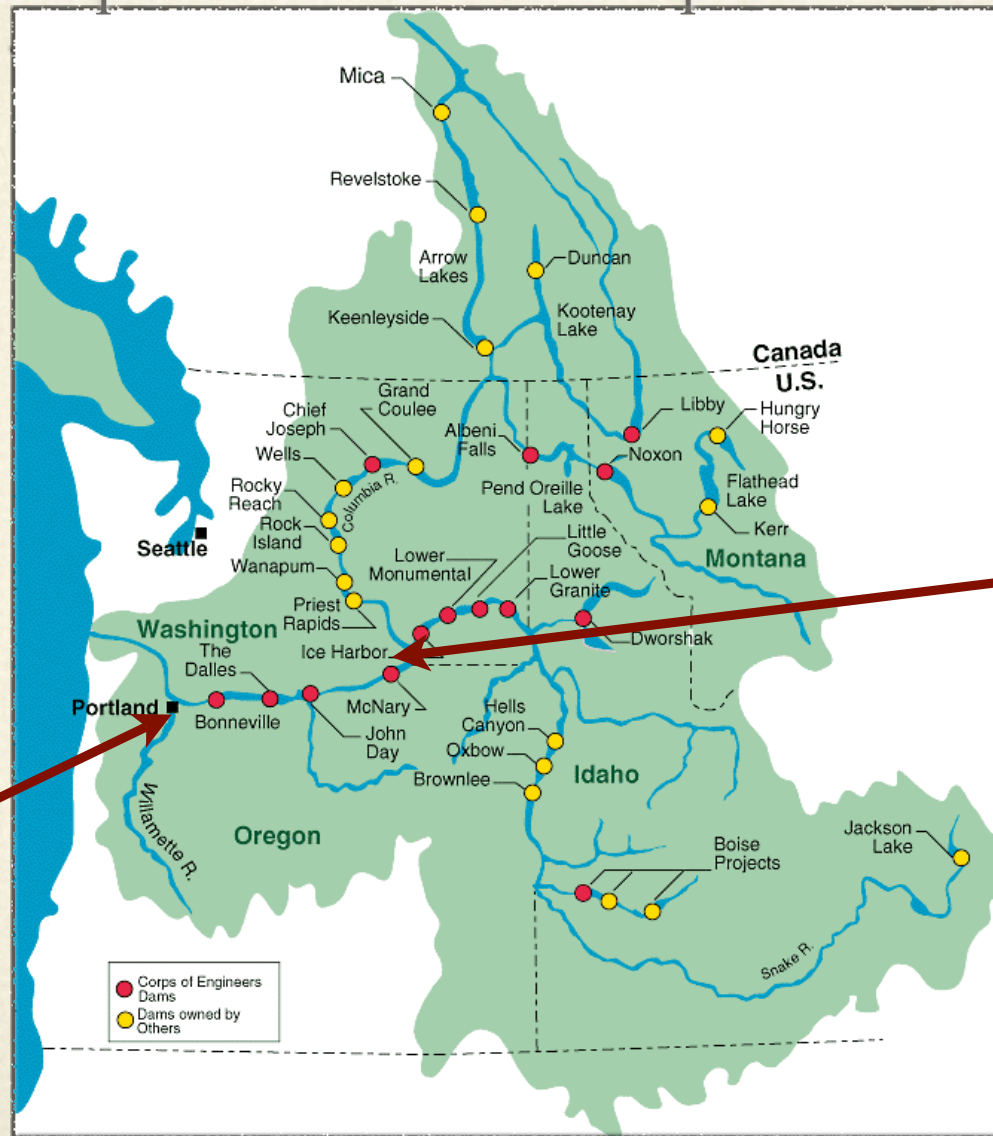 Mica
Revelstoke
Arrow
Lakes
Duncan
Keenleyside
Kootenay
Lake
Canada
U.S.
Grand
Coulee
Chief
Joseph
Albeni
Falls
Libby
Hungry
Horse
Wells
Noxon
Rocky
Reach
Columbia R.
Pend Oreille
Lake
Flathead
Lake
Rock
Island
Kerr
Seattle
Little
Goose
Lower
Monumental
Montana
Wanapum
Lower
Granite
Priest
Rapids
Washington
Ice Harbor
Dworshak
The
Dalles
Portland
Bonneville
McNary
John
Day
Hells
Canyon
Oxbow
Brownlee
Idaho
Willamette R.
Oregon
Boise
Projects
Jackson
Lake
Snake R.
Corps of Engineers
Dams
Dams owned by
Others